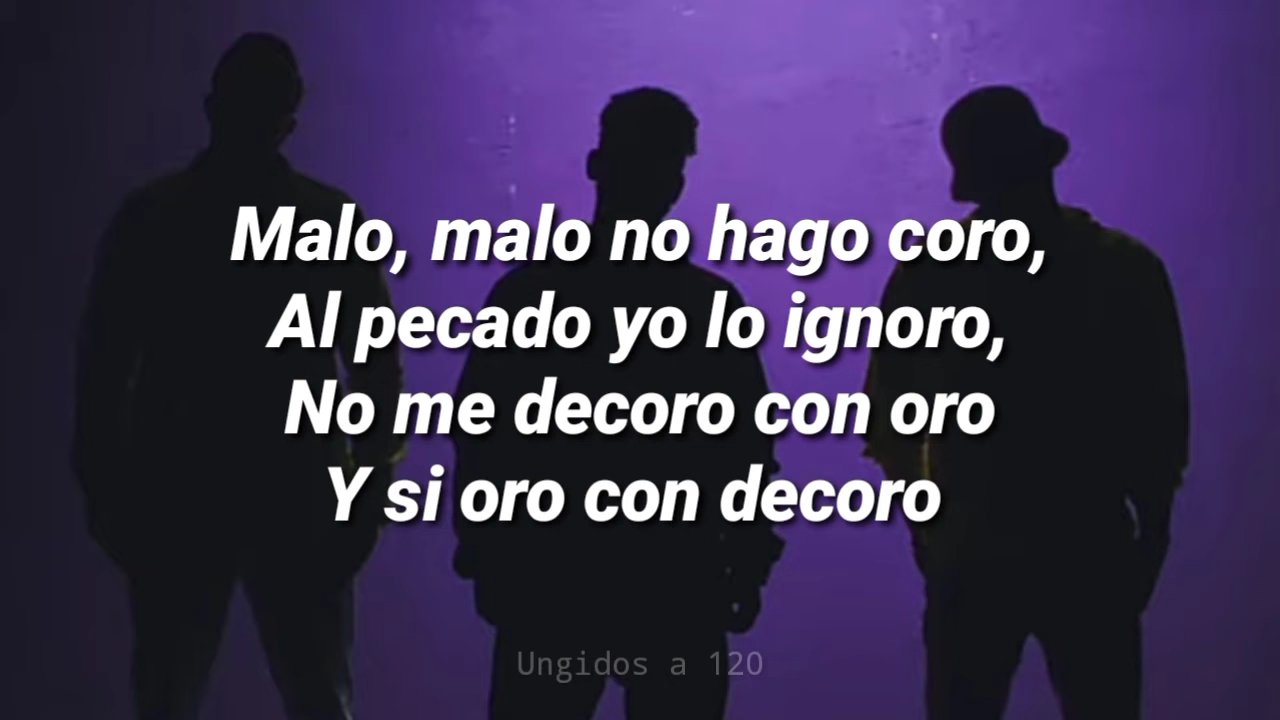 Malo, malo no hago coro,
Al pecado yo lo ignoro,
No me decoro con oro
Y si oro con decoro
Ungidos a 120